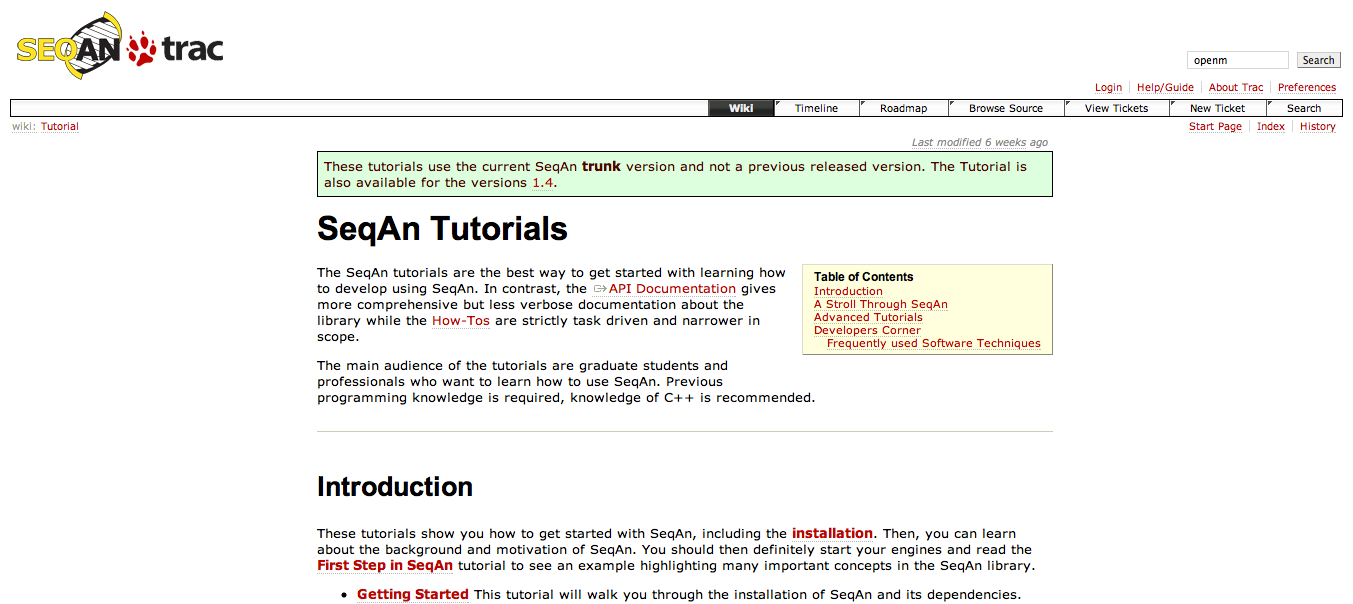 SEQAN trac
openm Search
Login Help/Guide About Trac Preferences
Wiki Timeline Roadmap Browse Source View Tickets New Ticket Search
wiki: Tutorial Start Page Index History
Last modified 6 weeks ago
These tutorials use the current SeqAn trunk version and not a previous released version. The Tutorial is
also available for the versions 1.4.
SeqAn Tutorials
The SeqAn tutorials are the best way to get started with learning how
to develop using SeqAn. In contrast, the API Documentation gives
more comprehensive but less verbose documentation about the
library while the How-Tos are strictly task driven and narrower in
scope.
Table of Contents
Introduction
A Stroll Through SeqAn
Advanced Tutorials
Developers Corner
Frequently used Software Techniques
The main audience of the tutorials are graduate students and
professionals who want to learn how to use SeqAn. Previous
programming knowledge is required, knowledge of C++ is recommended.
Introduction
These tutorials show you how to get started with SeqAn, including the installation. Then, you can learn
about the background and motivation of SeqAn. You should then definitely start your engines and read the
First Step in SeqAn tutorial to see an example highlighting many important concepts in the SeqAn library.
• Getting Started This tutorial will walk you through the installation of SeqAn and its dependencies.